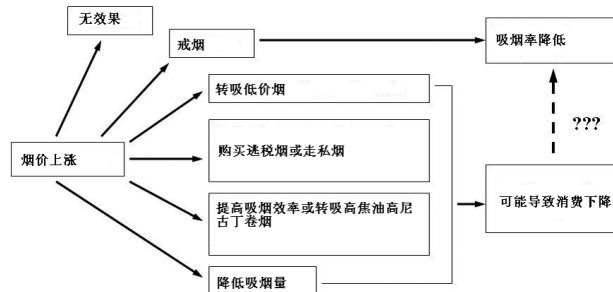 无效果
戒烟
吸烟率降低
转吸低价烟
???
烟价上涨
购买逃税烟或走私烟
提高吸烟效率或转吸高焦油高尼
古丁卷烟
可能导致消费下降
降低吸烟量